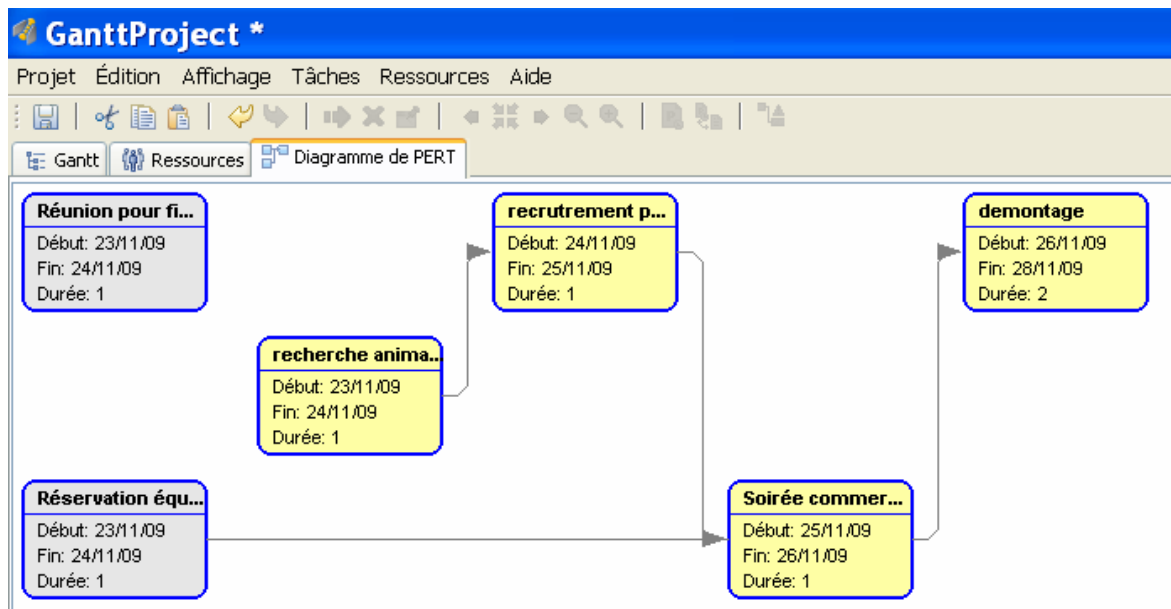 GanttProject *
Projet Édition Affichage Tâches Ressources Aide
Gantt Ressources Diagramme de PERT
Réunion pour fi...
Début: 23/11/09
Fin: 24/11/09
Durée: 1
recrutrement p...
Début: 24/11/09
Fin: 25/11/09
Durée: 1
demontage
Début: 26/11/09
Fin: 28/11/09
Durée: 2
recherche anima...
Début: 23/11/09
Fin: 24/11/09
Durée: 1
Réservation équ...
Début: 23/11/09
Fin: 24/11/09
Durée: 1
Soirée commer...
Début: 25/11/09
Fin: 26/11/09
Durée: 1